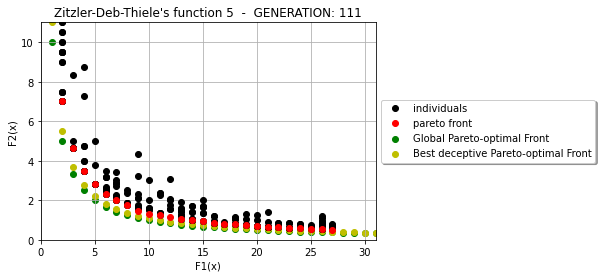 Zitzler-Deb-Thiele's function 5 - GENERATION: 111
F2(x)
10
8
6
4
2
0
0 5 10 15 20 25 30
F1(x)
individuals
pareto front
Global Pareto-optimal Front
Best deceptive Pareto-optimal Front